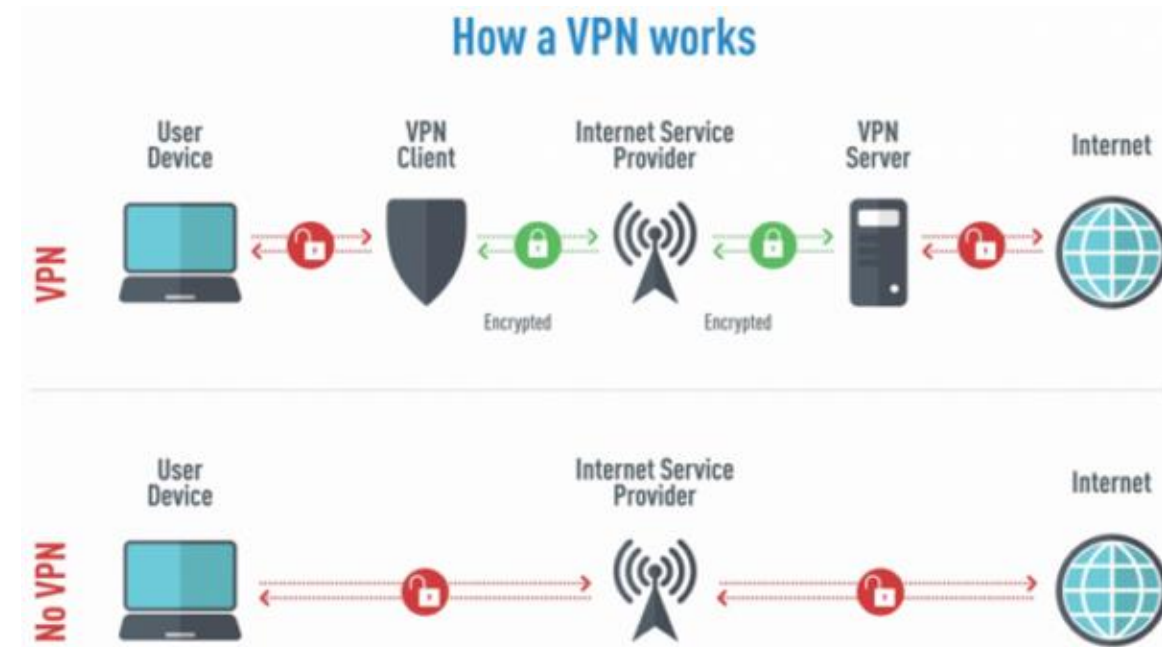 How a VPN works
User
Device
VPN
Client
Internet Service
Provider
VPN
Server
Internet
VPN
Encrypted
Encrypted
User
Device
Internet Service
Provider
Internet
No VPN